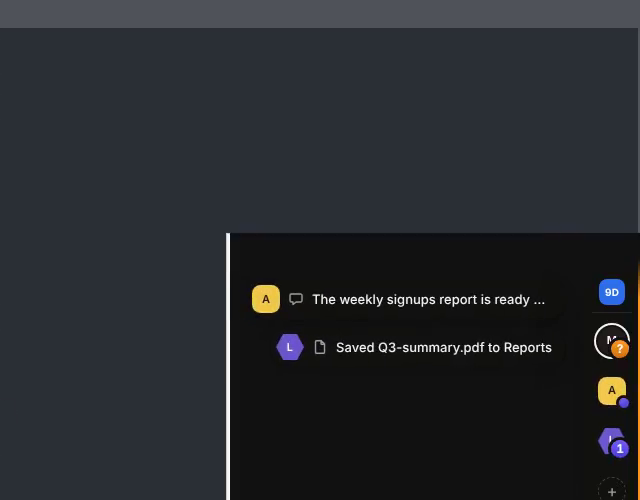 A The weekly signups report is ready ...
L Saved Q3-summary.pdf to Reports
9D
?
A
1
+